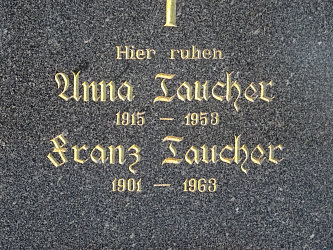 Hier ruhen
Anna Taucher
1915 — 1953
Franz Taucher
1901 — 1963